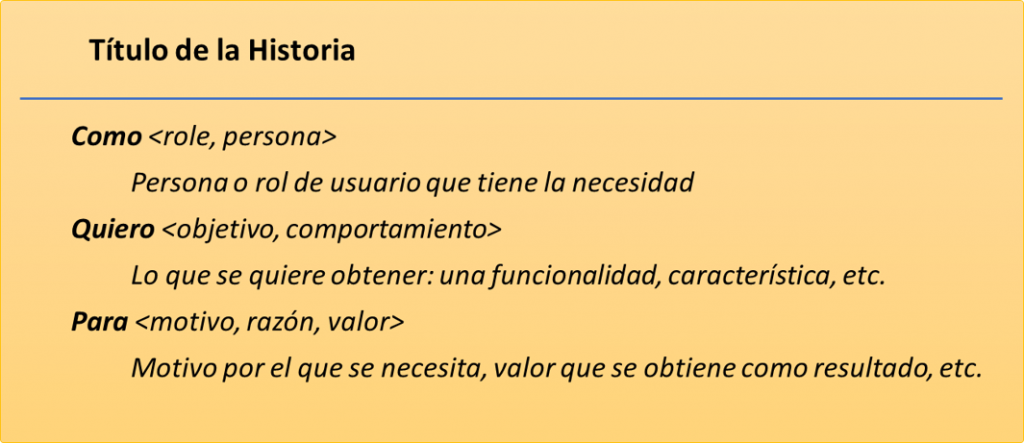 Título de la Historia
Como <role, persona>
Persona o rol de usuario que tiene la necesidad
Quiero <objetivo, comportamiento>
Lo que se quiere obtener: una funcionalidad, característica, etc.
Para <motivo, razón, valor>
Motivo por el que se necesita, valor que se obtiene como resultado, etc.